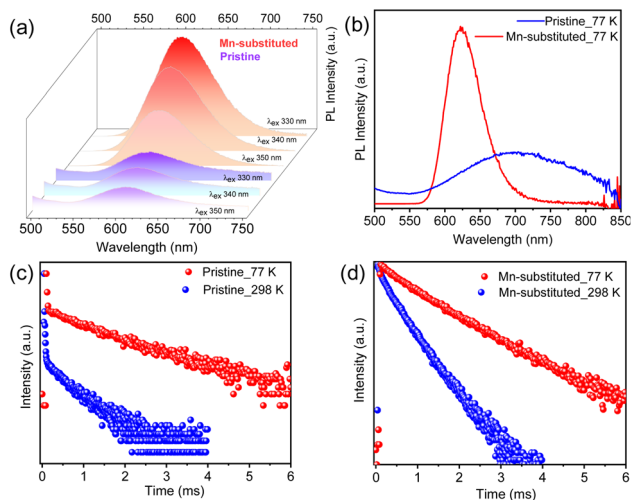 500 550 600 650 700 750
(a)
Mn-substituted
Pristine
PL Intensity (a.u.)
λex 330 nm
λex 340 nm
λex 350 nm
λex 330 nm
λex 340 nm
λex 350 nm
500 550 600 650 700 750
Wavelength (nm)
(b)
Pristine_77 K
Mn-substituted_77 K
PL Intensity (a.u.)
500 550 600 650 700 750 800 850
Wavelength (nm)
(c)
Pristine_77 K
Pristine_298 K
Intensity (a.u.)
0 1 2 3 4 5 6
Time (ms)
(d)
Mn-substituted_77 K
Mn-substituted_298 K
Intensity (a.u.)
0 1 2 3 4 5 6
Time (ms)